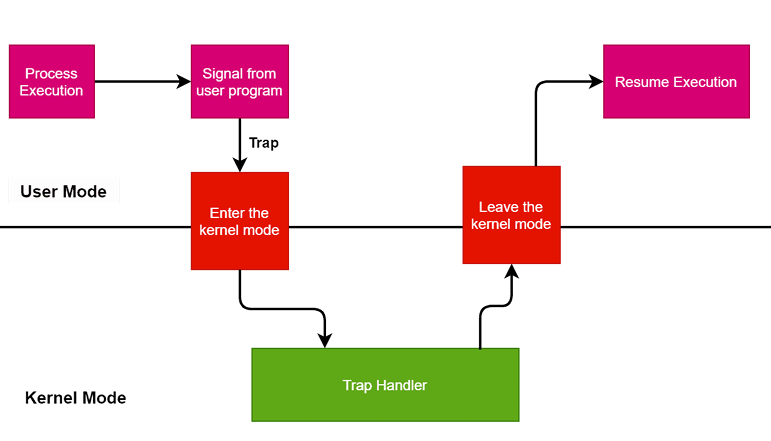 Process
Execution
Signal from
user program
Resume Execution
Trap
User Mode
Enter the
kernel mode
Leave the
kernel mode
Trap Handler
Kernel Mode